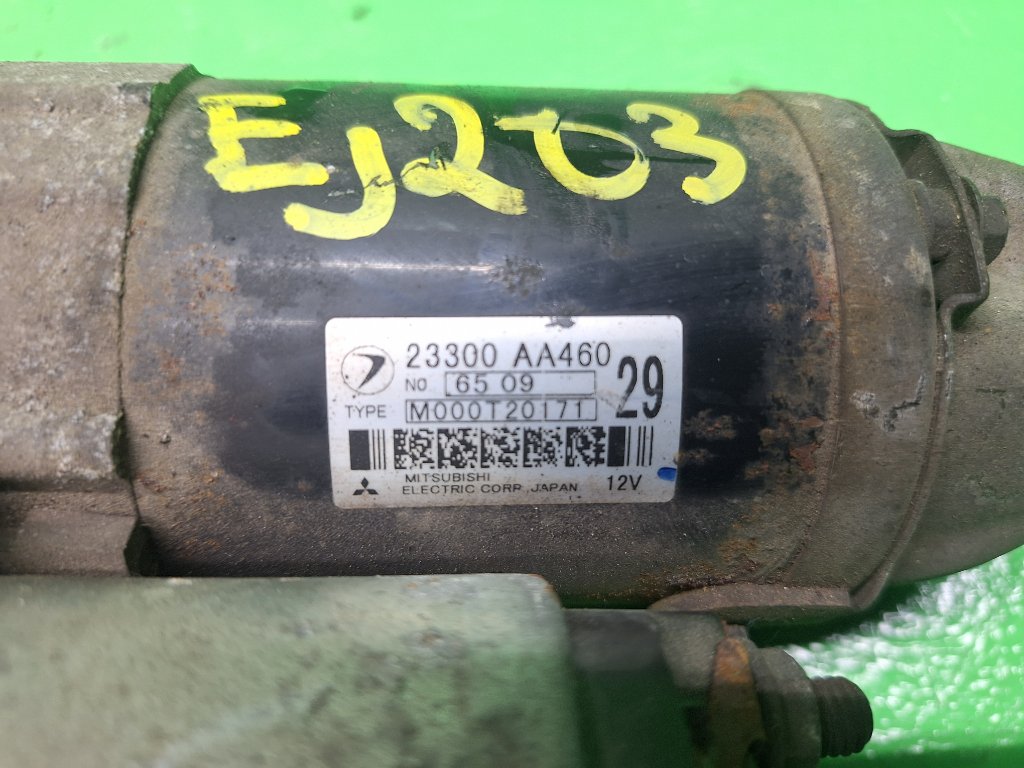 EJ203
23300 AA460
NO 65 09
29
TYPE M000T20171
MITSUBISHI
ELECTRIC CORP. JAPAN 12V